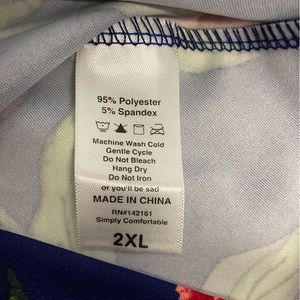 95% Polyester
5% Spandex
Machine Wash Cold
Gentle Cycle
Do Not Bleach
Hang Dry
Do Not Iron
or you'll be sad
MADE IN CHINA
RN#142161
Simply Comfortable
2XL